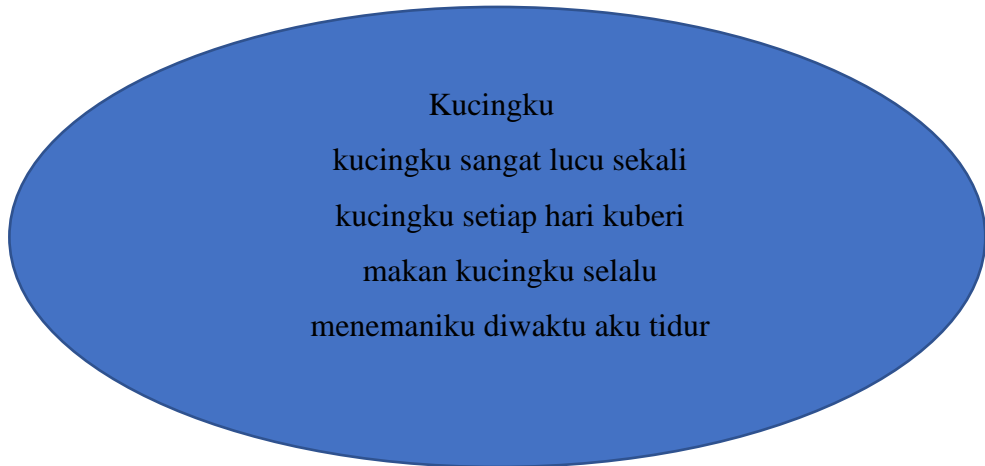 Kucingku
kucingku sangat lucu sekali
kucingku setiap hari kuberi
makan kucingku selalu
menemaniku diwaktu aku tidur